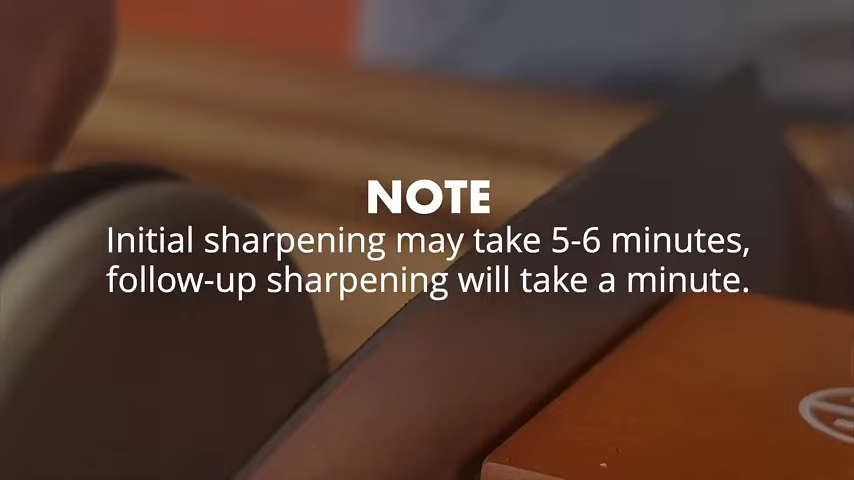 NOTE
Initial sharpening may take 5-6 minutes,
follow-up sharpening will take a minute.